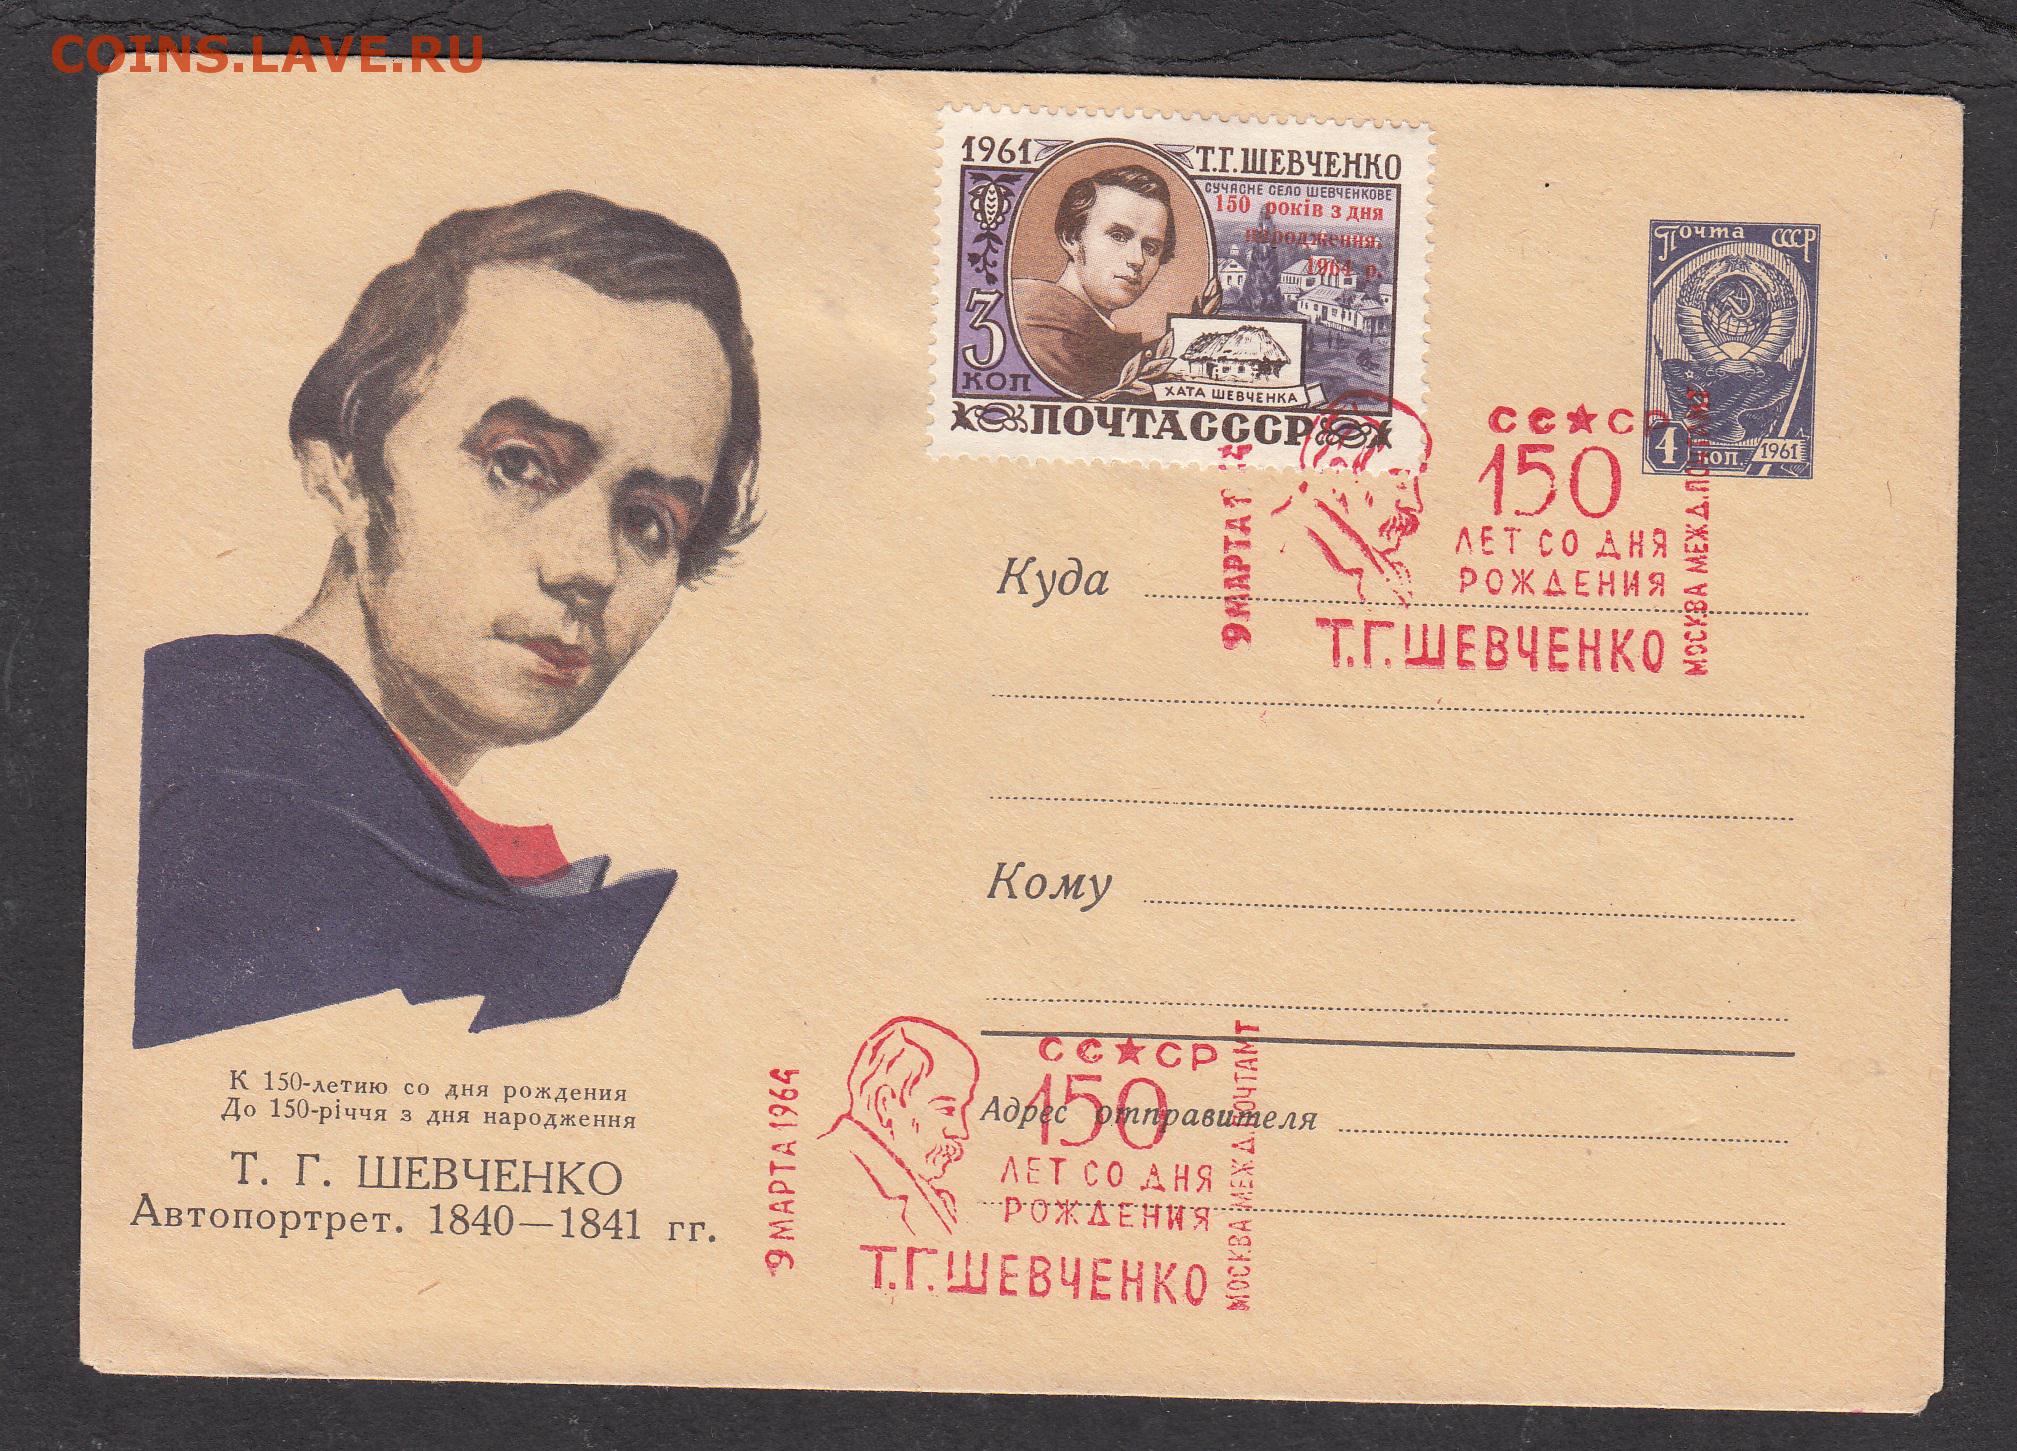 COINS.LAVE.RU
1961
Т.Г.ШЕВЧЕНКО
СУЧАСНЕ СЕЛО ШЕВЧЕНКОВЕ
150 років з дня
народження.
1964 р.
3
КОП
ХАТА ШЕВЧЕНКА
ПОЧТА СССР
Почта СССР
4 коп. 1961
9 МАРТА
СС★СР
150
ЛЕТ СО ДНЯ
РОЖДЕНИЯ
Т.Г.ШЕВЧЕНКО
МОСКВА МЕЖД.
Куда
Кому
Адрес отправителя
9 МАРТА 1964
СС★СР
150
ЛЕТ СО ДНЯ
РОЖДЕНИЯ
Т.Г.ШЕВЧЕНКО
МОСКВА МЕЖД.ПОЧТАМТ
К 150-летию со дня рождения
До 150-річчя з дня народження
Т. Г. ШЕВЧЕНКО
Автопортрет. 1840—1841 гг.